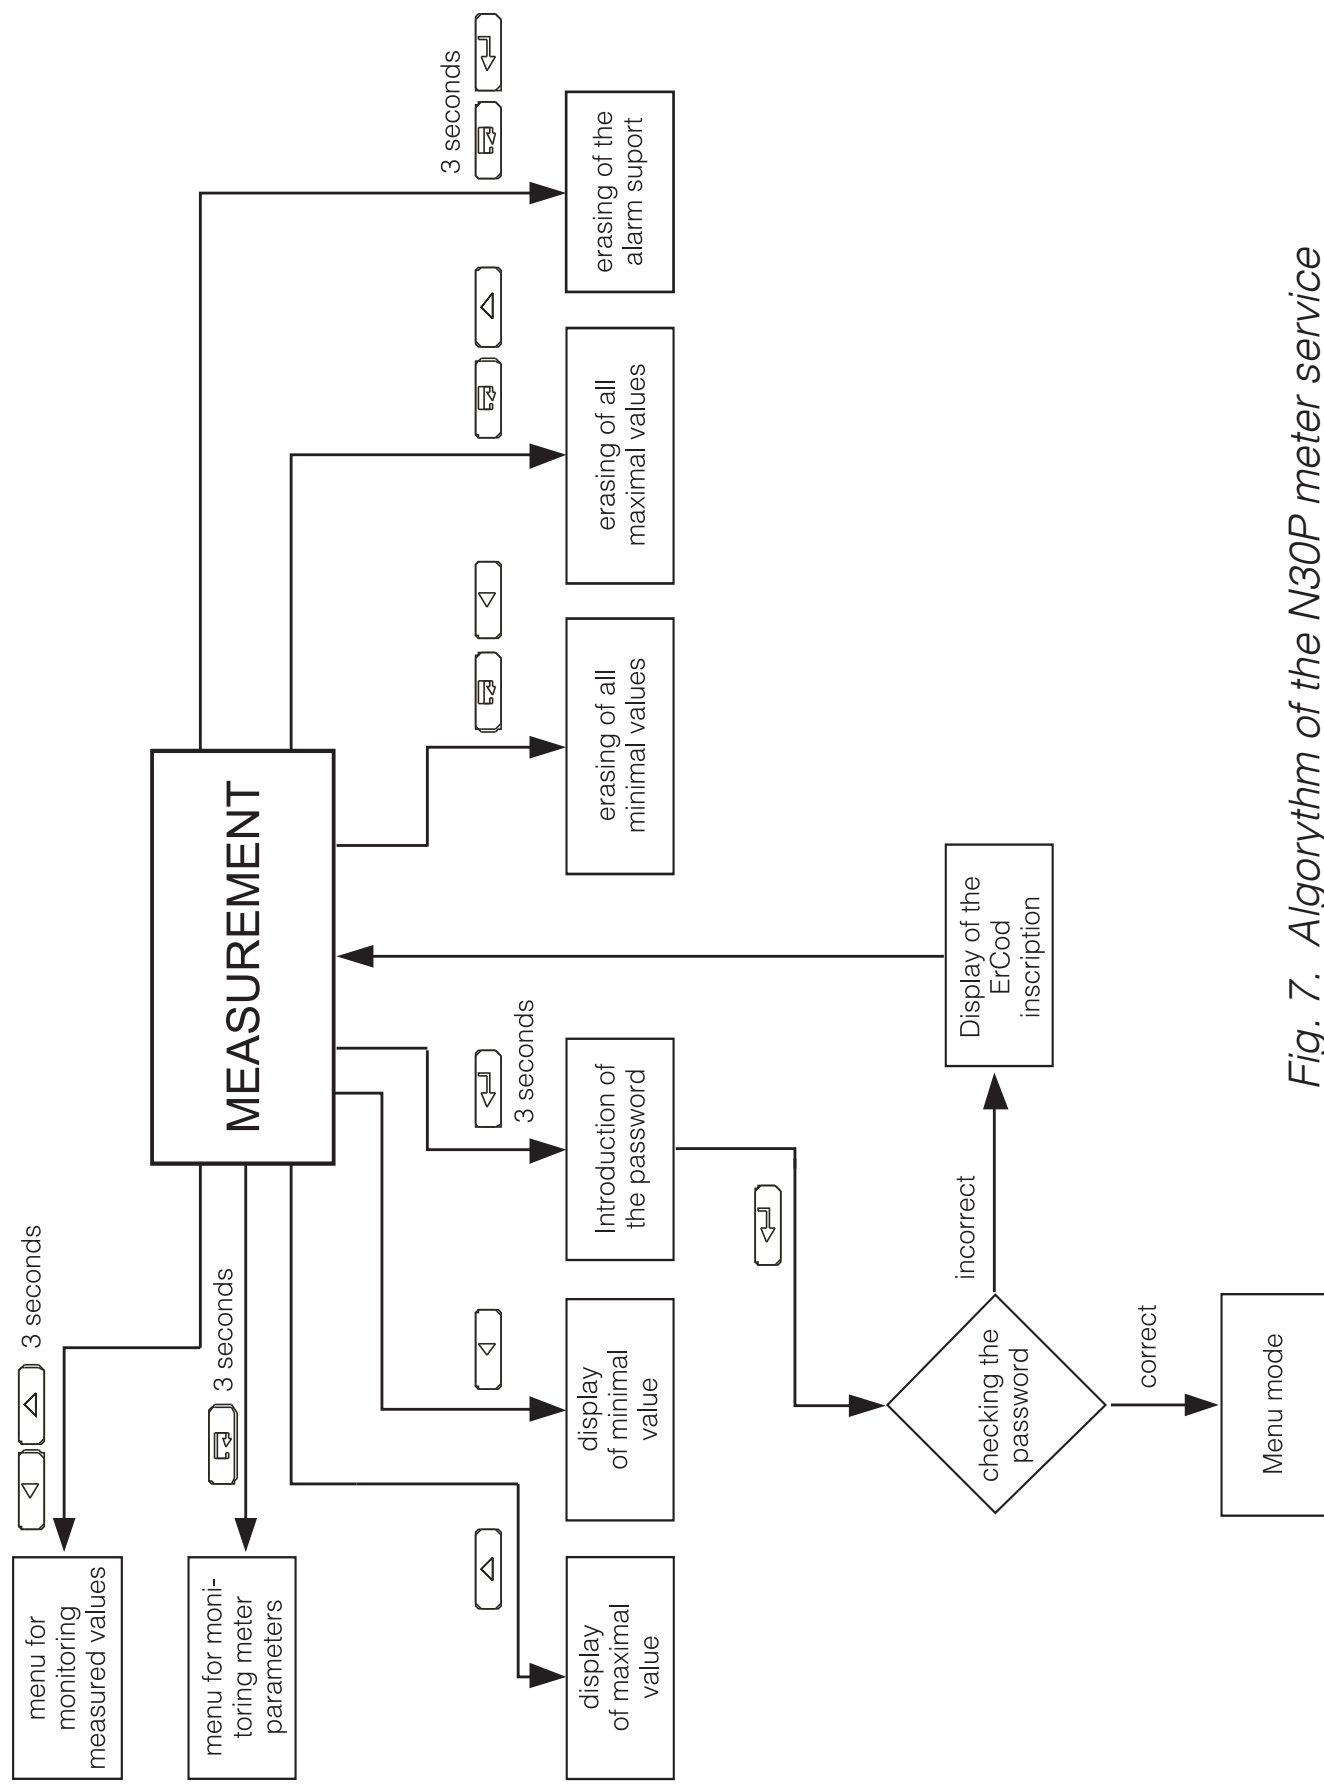 menu for
monitoring
measured values
3 seconds
menu for moni-
toring meter
parameters
3 seconds
MEASUREMENT
3 seconds
display
of maximal
value
display
of minimal
value
Introduction of
the password
3 seconds
erasing of all
minimal values
erasing of all
maximal values
erasing of the
alarm suport
checking the
password
incorrect
Display of the
ErCod
inscription
correct
Menu mode
Fig. 7. Algorythm of the N30P meter service